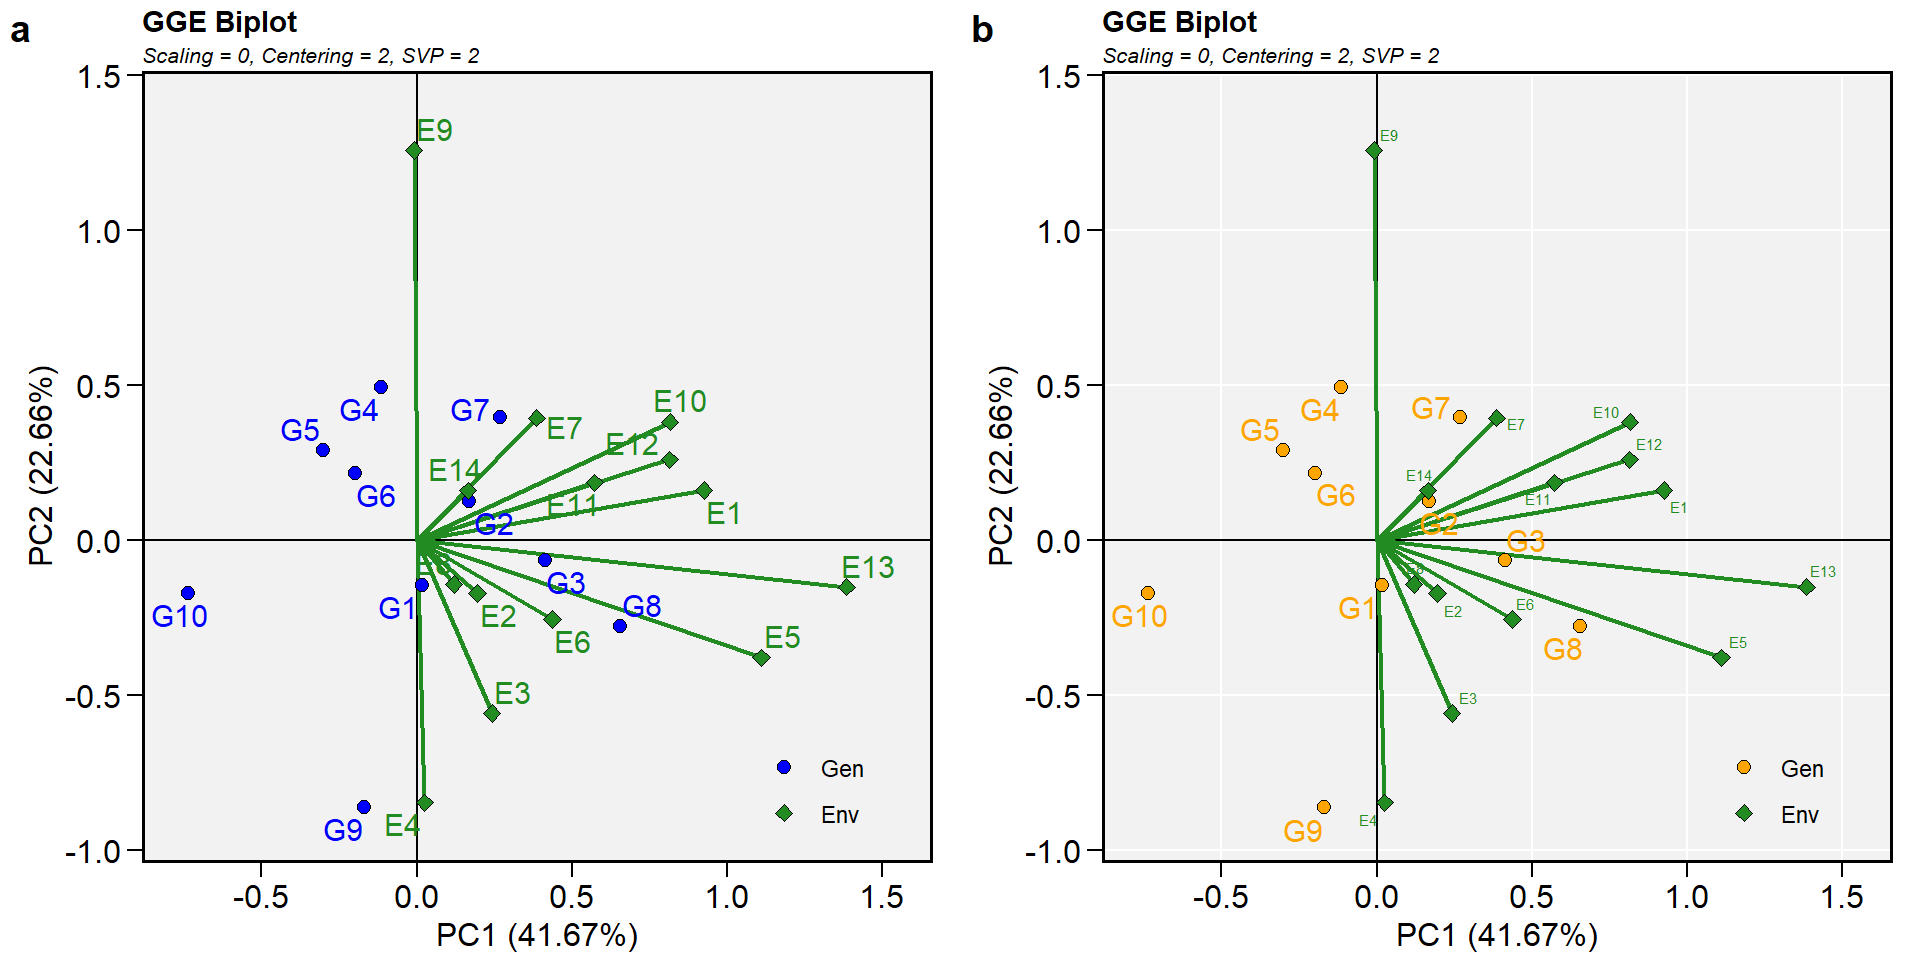 a
GGE Biplot
Scaling = 0, Centering = 2, SVP = 2
1.5
1.0
0.5
0.0
-0.5
-1.0
PC2 (22.66%)
E9
G4
G5
G6
G7
E7
E10
E12
E14
E11
G2
E1
E13
G3
G8
G1
E2
E6
E5
G10
E3
G9
E4
Gen
Env
-0.5
0.0
0.5
1.0
1.5
PC1 (41.67%)
b
GGE Biplot
Scaling = 0, Centering = 2, SVP = 2
1.5
1.0
0.5
0.0
-0.5
-1.0
PC2 (22.66%)
E9
G4
G5
G6
G7
E7
E10
E12
E14
E11
G2
E1
G3
E13
E8
G1
E2
E6
G10
G8
E5
E3
G9
E4
Gen
Env
-0.5
0.0
0.5
1.0
1.5
PC1 (41.67%)